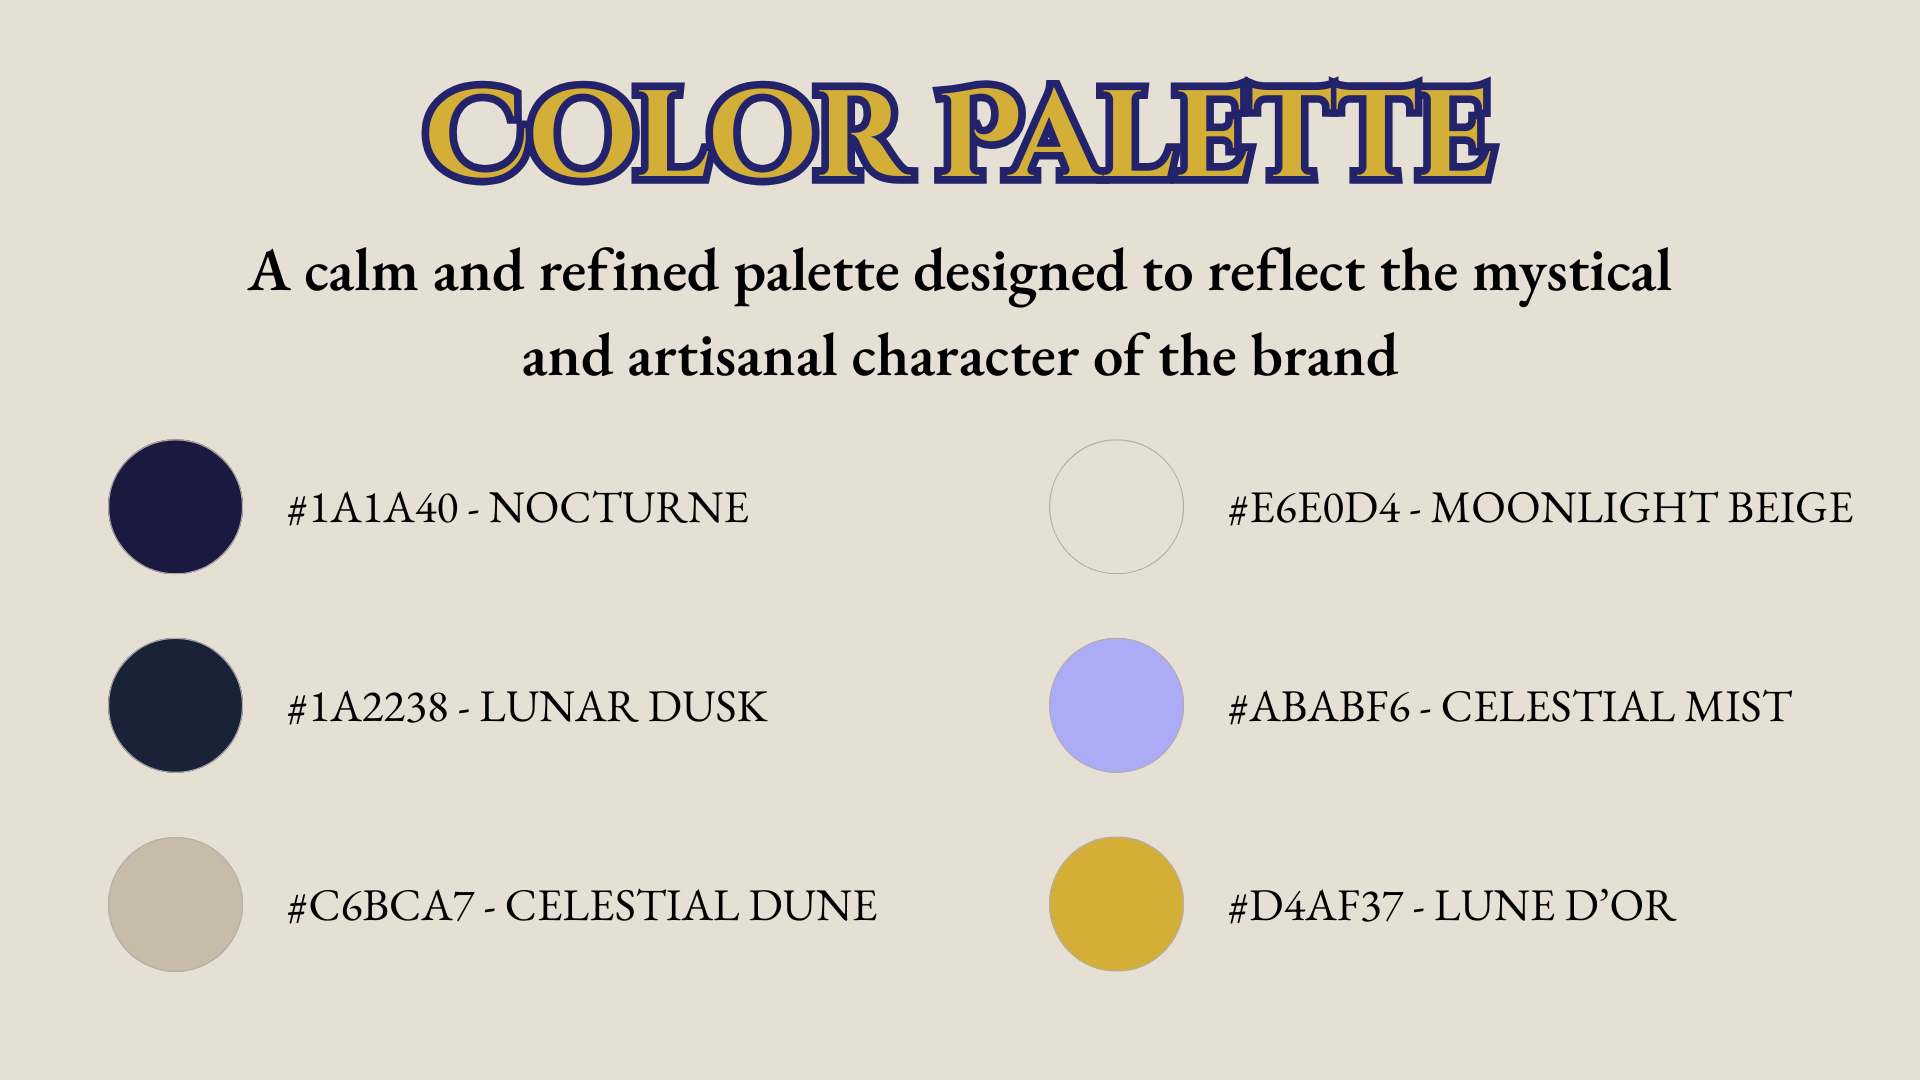 COLOR PALETTE
A calm and refined palette designed to reflect the mystical
and artisanal character of the brand
#1A1A40 - NOCTURNE
#E6E0D4 - MOONLIGHT BEIGE
#1A2238 - LUNAR DUSK
#ABABF6 - CELESTIAL MIST
#C6BCA7 - CELESTIAL DUNE
#D4AF37 - LUNE D’OR